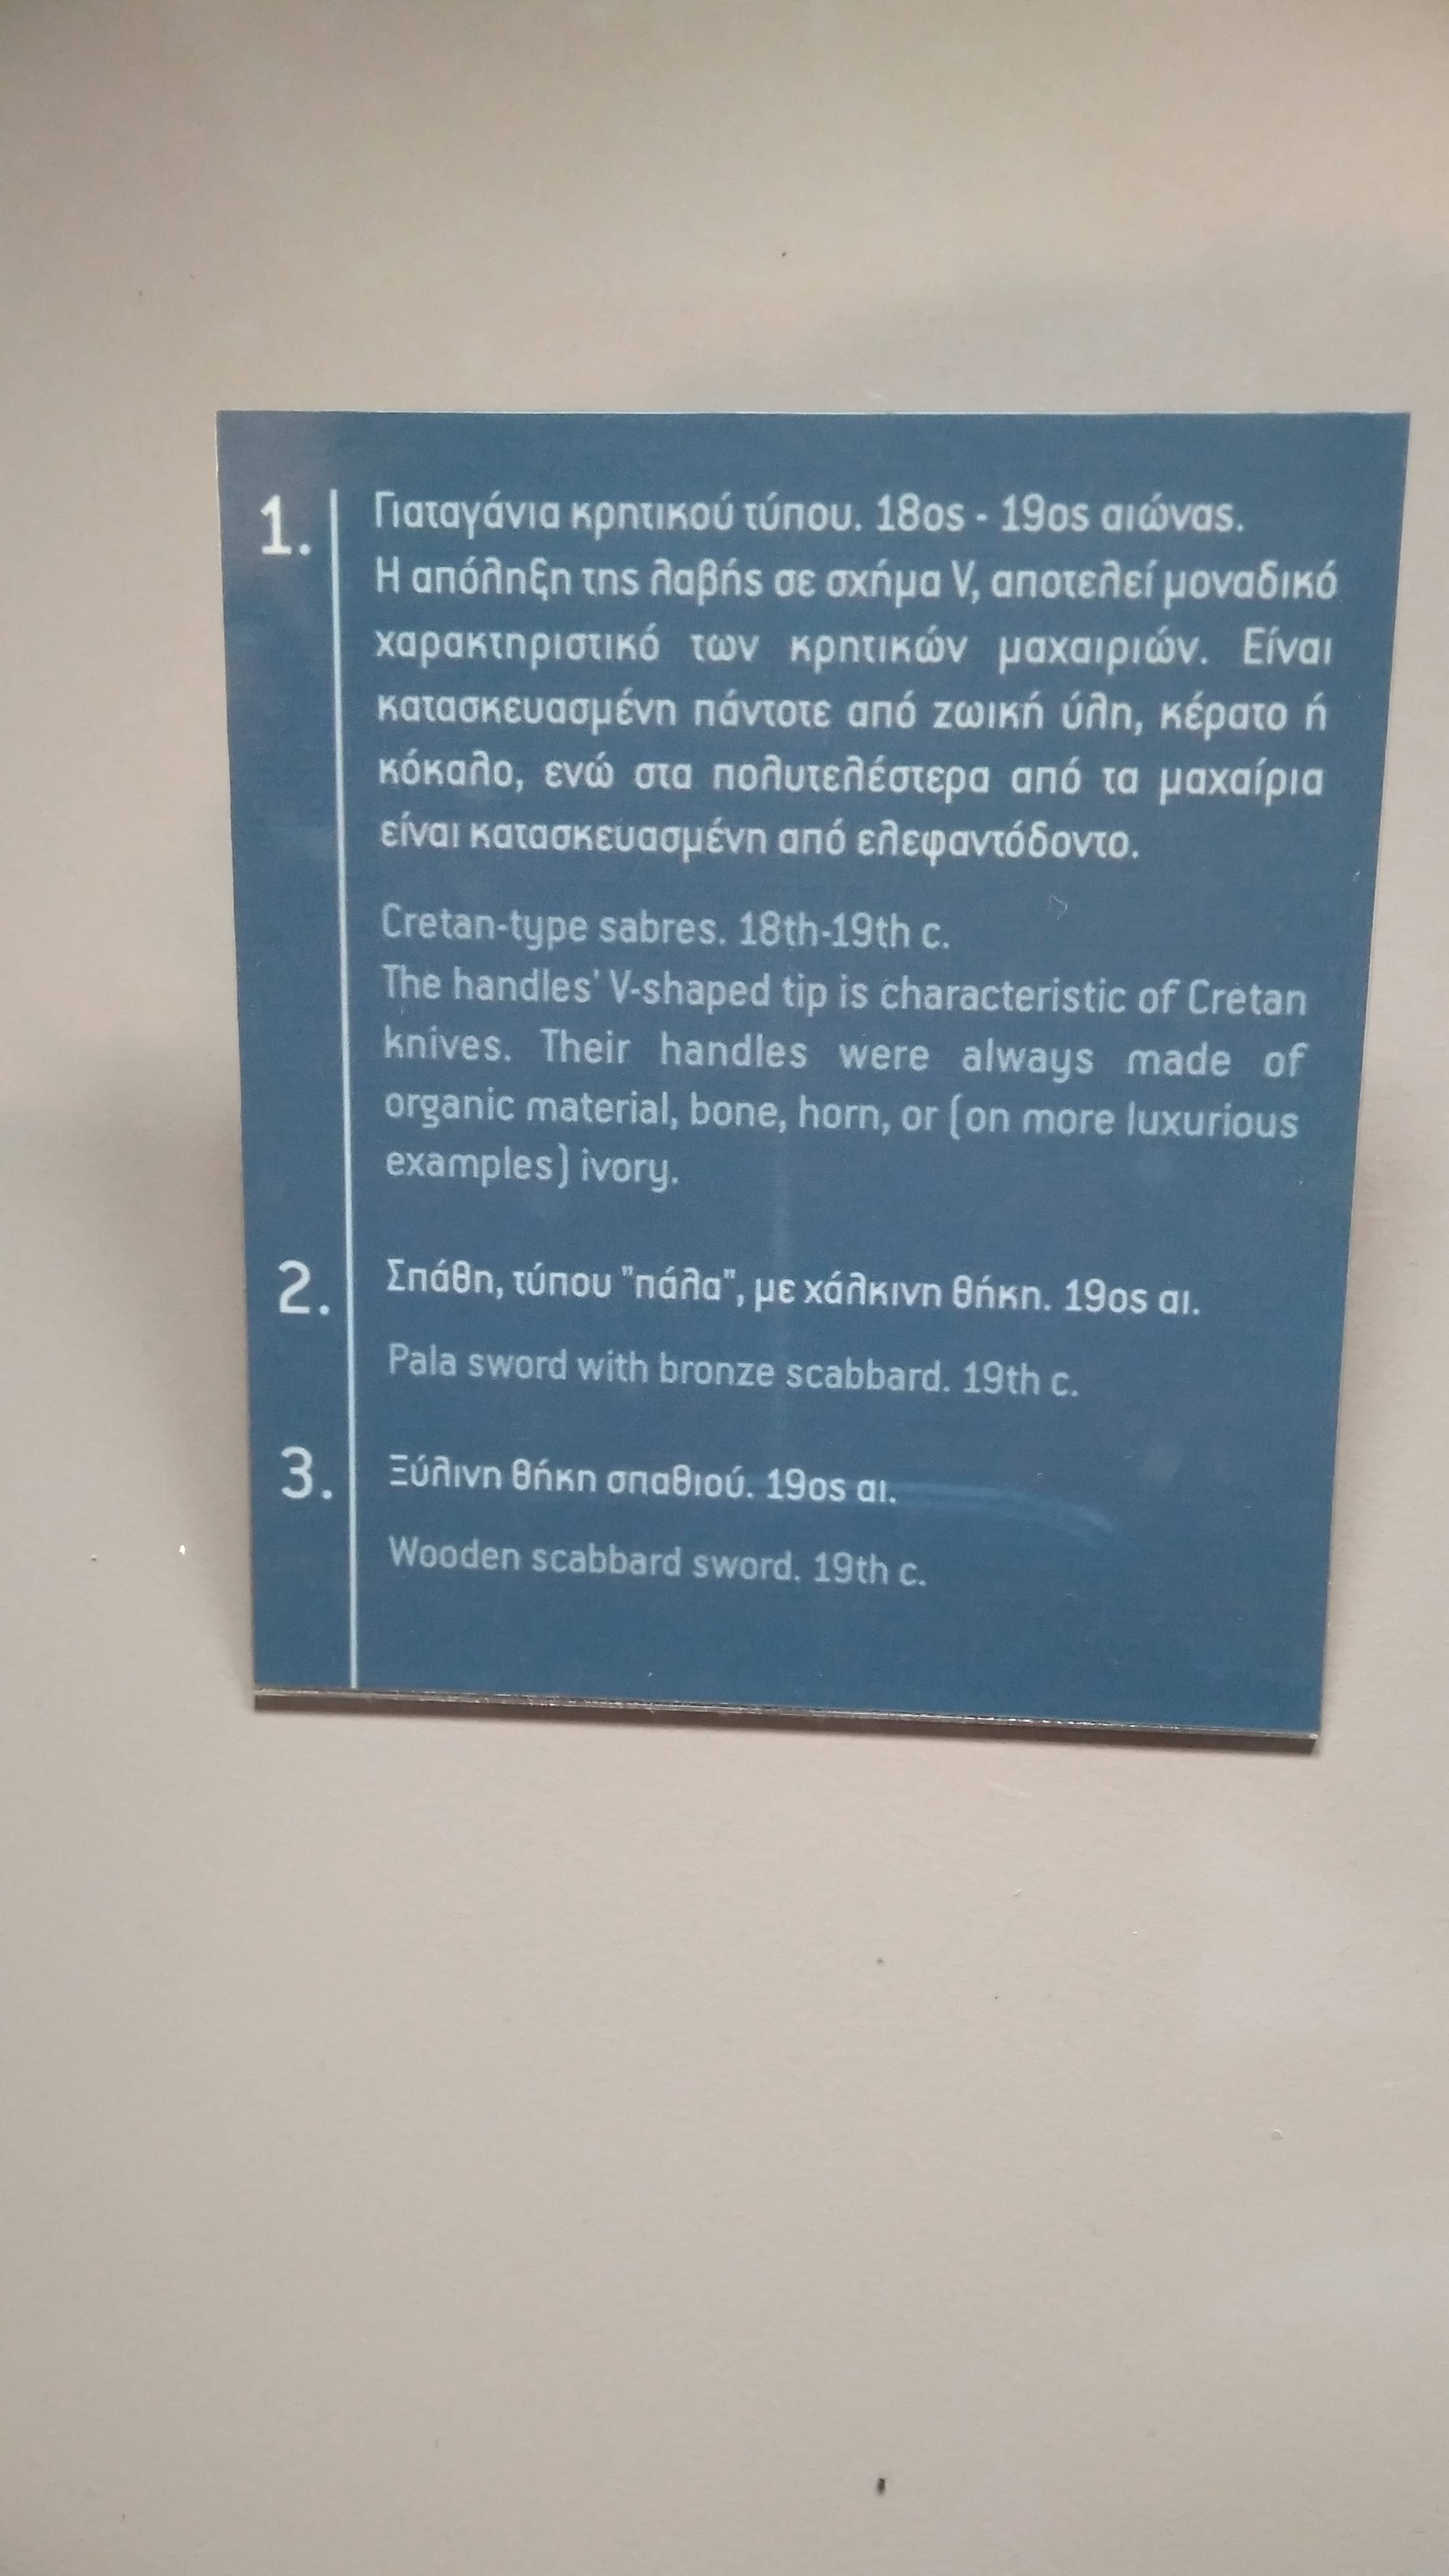 1. Γιαταγάνια κρητικού τύπου. 18ος - 19ος αιώνας.
Η απόληξη της λαβής σε σχήμα V, αποτελεί μοναδικό
χαρακτηριστικό των κρητικών μαχαιριών. Είναι
κατασκευασμένη πάντοτε από ζωική ύλη, κέρατο ή
κόκαλο, ενώ στα πολυτελέστερα από τα μαχαίρια
είναι κατασκευασμένη από ελεφαντόδοντο.
Cretan-type sabres. 18th-19th c.
The handles' V-shaped tip is characteristic of Cretan
knives. Their handles were always made of
organic material, bone, horn, or (on more luxurious
examples) ivory.
2. Σπάθη, τύπου "πάλα", με χάλκινη θήκη. 19ος αι.
Pala sword with bronze scabbard. 19th c.
3. Ξύλινη θήκη σπαθιού. 19ος αι.
Wooden scabbard sword. 19th c.